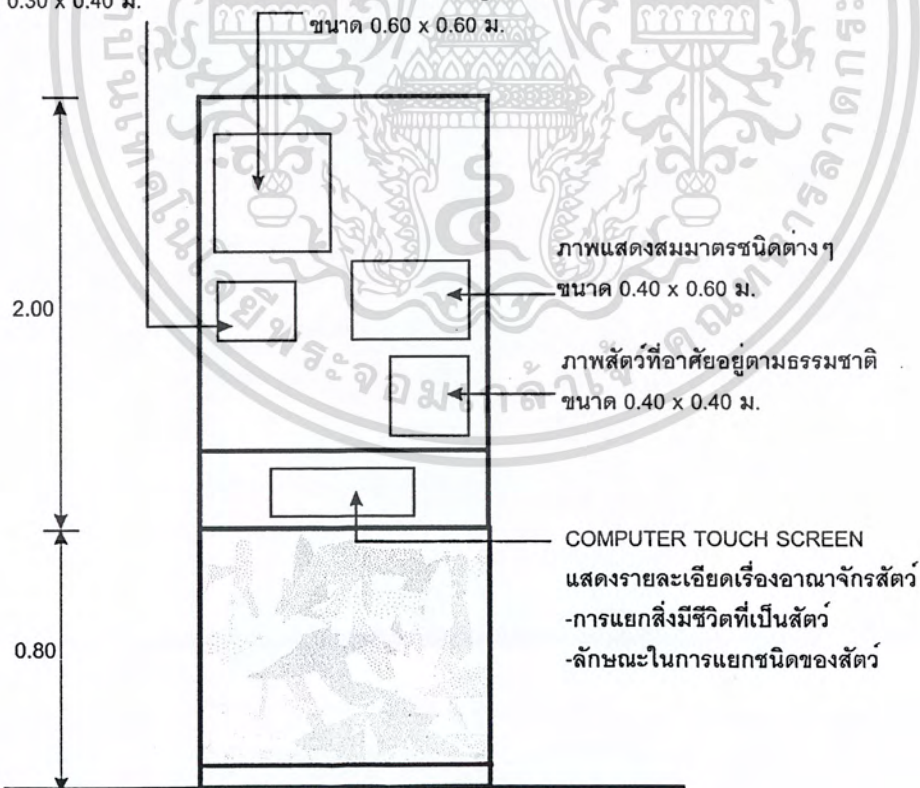 0.30 x 0.40 ม.
ขนาด 0.60 x 0.60 ม.
2.00
ภาพแสดงสมมาตรชนิดต่างๆ
ขนาด 0.40 x 0.60 ม.
ภาพสัตว์ที่อาศัยอยู่ตามธรรมชาติ
ขนาด 0.40 x 0.40 ม.
COMPUTER TOUCH SCREEN
แสดงรายละเอียดเรื่องอาณาจักรสัตว์
-การแยกสิ่งมีชีวิตที่เป็นสัตว์
-ลักษณะในการแยกชนิดของสัตว์
0.80